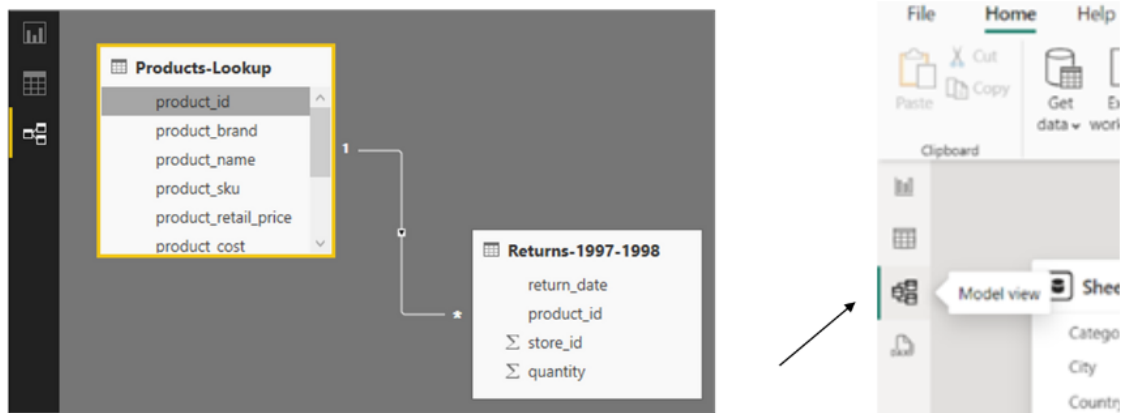 Products-Lookup
product_id
product_brand
product_name
product_sku
product_retail_price
product_cost
1
*
Returns-1997-1998
return_date
product_id
Σ store_id
Σ quantity
File Home Help
Cut
Copy
Paste
Get
data
Clipboard
Model view